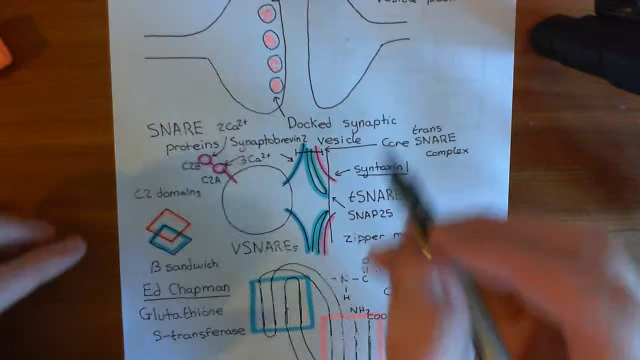 Docked synaptic
vesicle
SNARE
proteins
2Ca²⁺
Synaptobrevin2
3Ca²⁺
C2B
C2A
C2 domains
Core trans
SNARE
complex
Syntaxin1
tSNARE
SNAP25
Zipper
VSNAREs
β sandwich
Ed Chapman
Glutathione
S-transferase
-N-C
H
NH₂